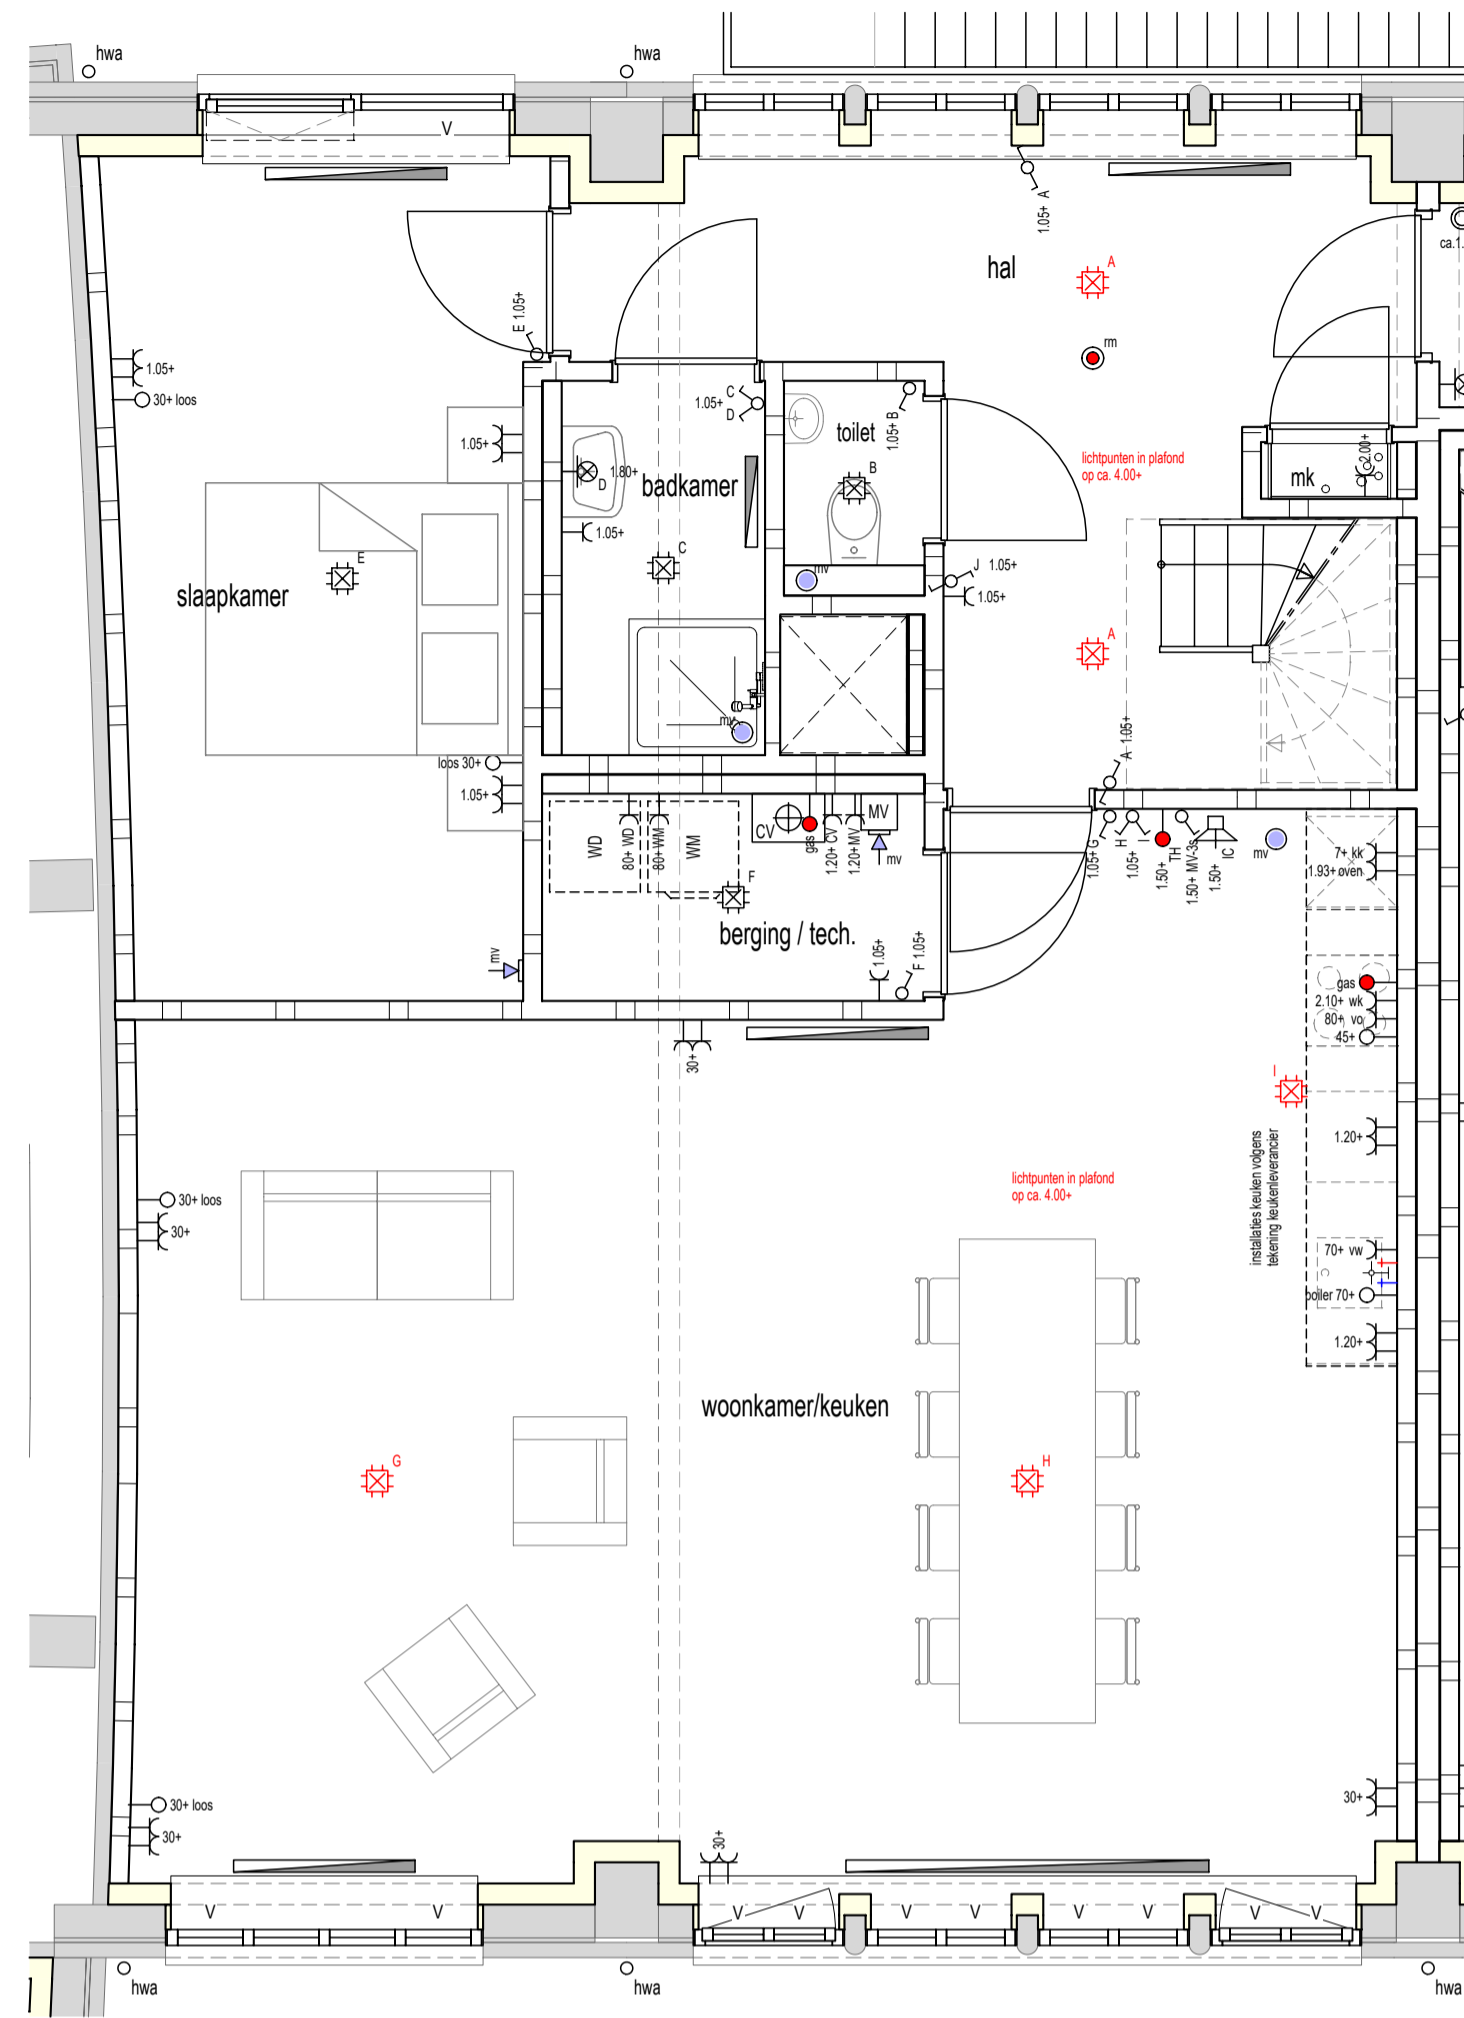 hwa
hwa
V
1.05+ A
hal
A
ca.1.
E 1.05+
rm
1.05+
30+ loos
C
1.05+
D
1.05+ B
toilet
lichtpunten in plafond
op ca. 4.00+
2.00+
mk
1.05+
1.80+
D
badkamer
B
1.05+
C
E
slaapkamer
mv
J 1.05+
1.05+
A
mv
A 1.05+
loos 30+
1.05+
WD
80+ WD
80+ WM
WM
CV
gas
1.20+ CV
1.20+ MV
MV
mv
F
berging / tech.
1.05+
F 1.05+
mv
1.05+ G
H
1.05+
I
1.50+ TH
1.50+ MV-3s
1.50+ IC
mv
7+ kk
1.93+ oven
gas
2.10+ wk
80+ vo
45+
30+
I
1.20+
installaties keuken volgens
tekening keukenleverancier
lichtpunten in plafond
op ca. 4.00+
30+ loos
30+
70+ vw
boiler 70+
1.20+
woonkamer/keuken
G
H
30+
30+ loos
30+
30+
V
V
V
V
V
V
V
V
V
V
hwa
hwa
hwa